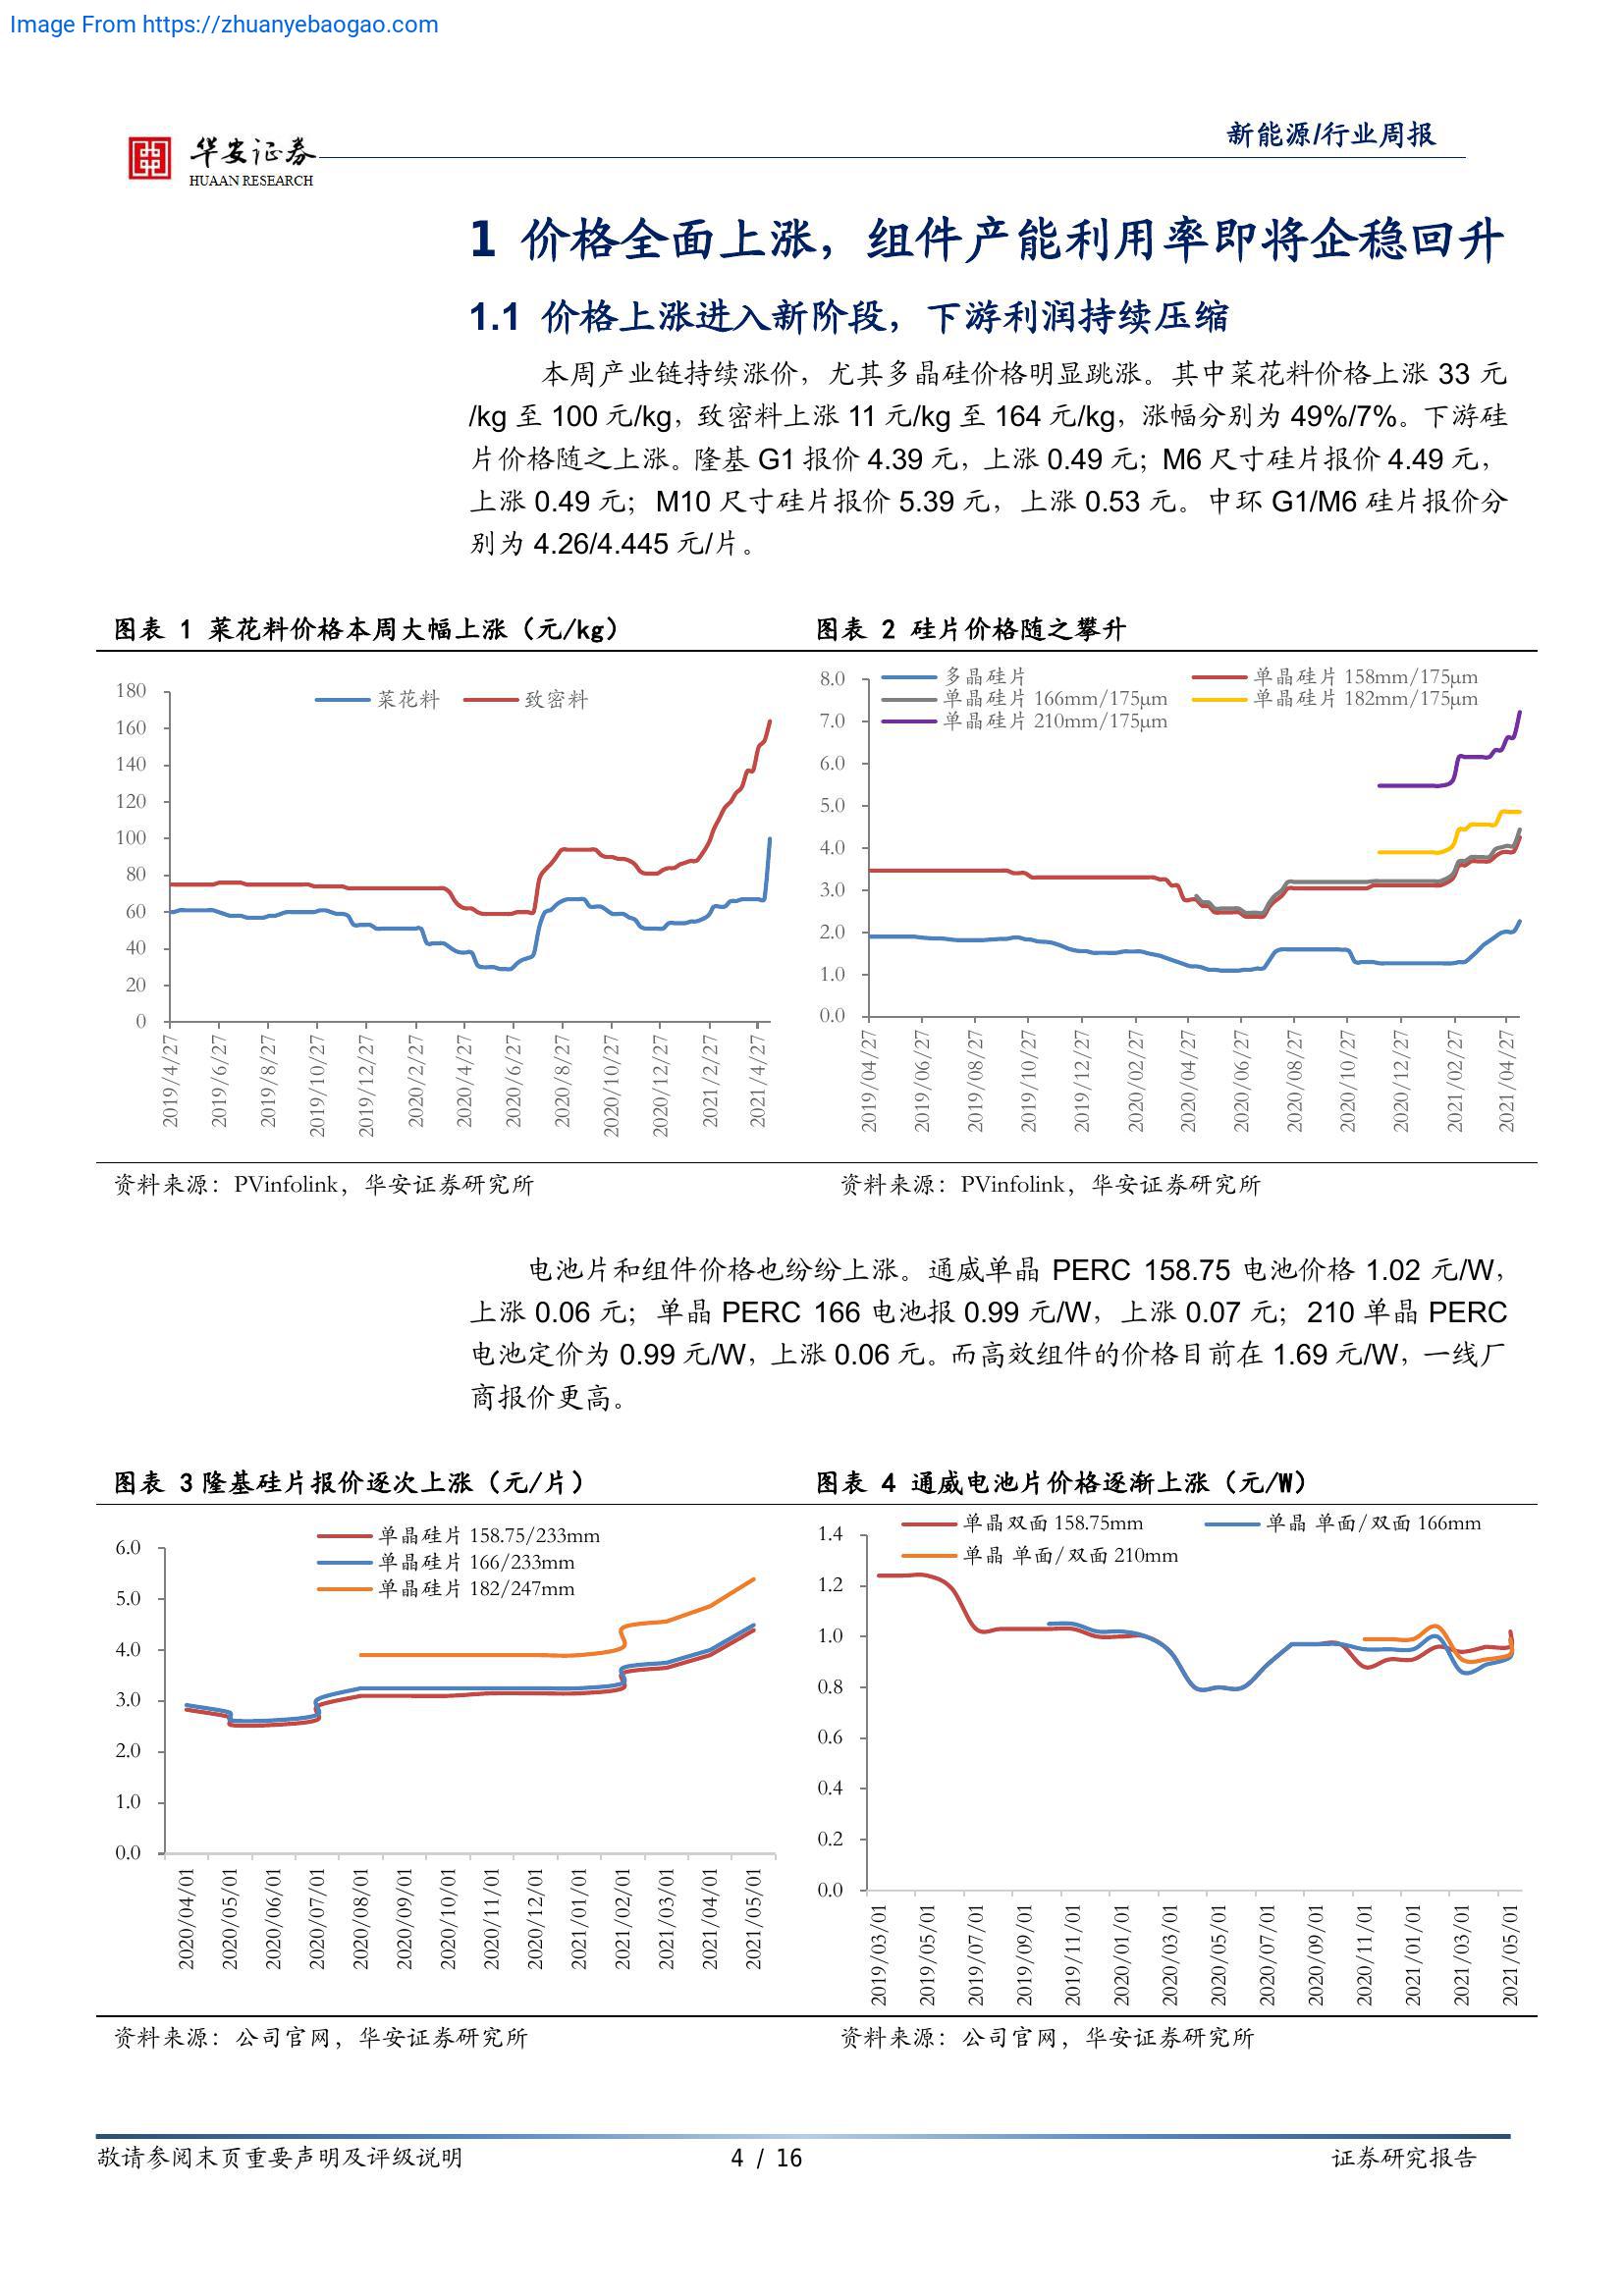 Image From https://zhuanyebaogao.com
华安证券
HUAAN RESEARCH
新能源/行业周报
1 价格全面上涨，组件产能利用率即将企稳回升
1.1 价格上涨进入新阶段，下游利润持续压缩
本周产业链持续涨价，尤其多晶硅价格明显跳涨。其中菜花料价格上涨 33 元
/kg 至 100 元/kg，致密料上涨 11 元/kg 至 164 元/kg，涨幅分别为 49%/7%。下游硅
片价格随之上涨。隆基 G1 报价 4.39 元，上涨 0.49 元；M6 尺寸硅片报价 4.49 元，
上涨 0.49 元；M10 尺寸硅片报价 5.39 元，上涨 0.53 元。中环 G1/M6 硅片报价分
别为 4.26/4.445 元/片。
图表 1 菜花料价格本周大幅上涨（元/kg）
菜花料 致密料
180
160
140
120
100
80
60
40
20
0
2019/4/27
2019/6/27
2019/8/27
2019/10/27
2019/12/27
2020/2/27
2020/4/27
2020/6/27
2020/8/27
2020/10/27
2020/12/27
2021/2/27
2021/4/27
资料来源：PVinfolink，华安证券研究所
图表 2 硅片价格随之攀升
多晶硅片 单晶硅片 158mm/175μm
单晶硅片 166mm/175μm 单晶硅片 182mm/175μm
单晶硅片 210mm/175μm
8.0
7.0
6.0
5.0
4.0
3.0
2.0
1.0
0.0
2019/04/27
2019/06/27
2019/08/27
2019/10/27
2019/12/27
2020/02/27
2020/04/27
2020/06/27
2020/08/27
2020/10/27
2020/12/27
2021/02/27
2021/04/27
资料来源：PVinfolink，华安证券研究所
电池片和组件价格也纷纷上涨。通威单晶 PERC 158.75 电池价格 1.02 元/W，
上涨 0.06 元；单晶 PERC 166 电池报 0.99 元/W，上涨 0.07 元；210 单晶 PERC
电池定价为 0.99 元/W，上涨 0.06 元。而高效组件的价格目前在 1.69 元/W，一线厂
商报价更高。
图表 3 隆基硅片报价逐次上涨（元/片）
单晶硅片 158.75/233mm
单晶硅片 166/233mm
单晶硅片 182/247mm
6.0
5.0
4.0
3.0
2.0
1.0
0.0
2020/04/01
2020/05/01
2020/06/01
2020/07/01
2020/08/01
2020/09/01
2020/10/01
2020/11/01
2020/12/01
2021/01/01
2021/02/01
2021/03/01
2021/04/01
2021/05/01
资料来源：公司官网，华安证券研究所
图表 4 通威电池片价格逐渐上涨（元/W）
单晶双面 158.75mm 单晶 单面/双面 166mm
单晶 单面/双面 210mm
1.4
1.2
1.0
0.8
0.6
0.4
0.2
0.0
2019/03/01
2019/05/01
2019/07/01
2019/09/01
2019/11/01
2020/01/01
2020/03/01
2020/05/01
2020/07/01
2020/09/01
2020/11/01
2021/01/01
2021/03/01
2021/05/01
资料来源：公司官网，华安证券研究所
敬请参阅末页重要声明及评级说明
4 / 16
证券研究报告